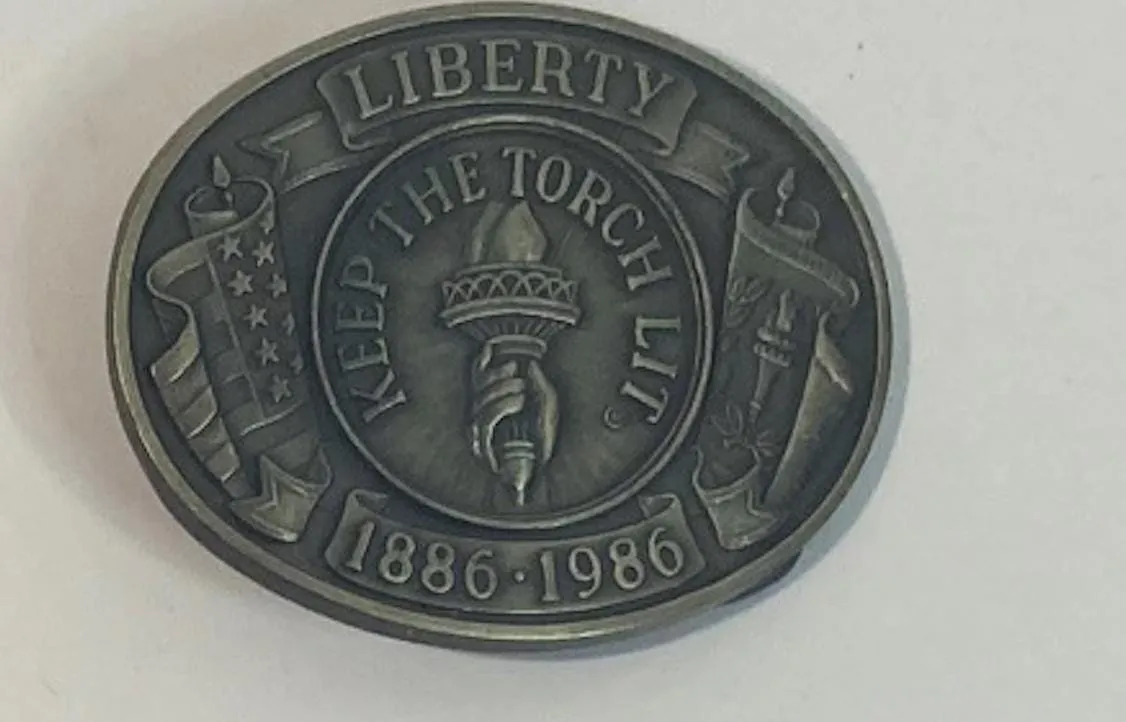 LIBERTY
KEEP THE TORCH LIT
©
1886·1986